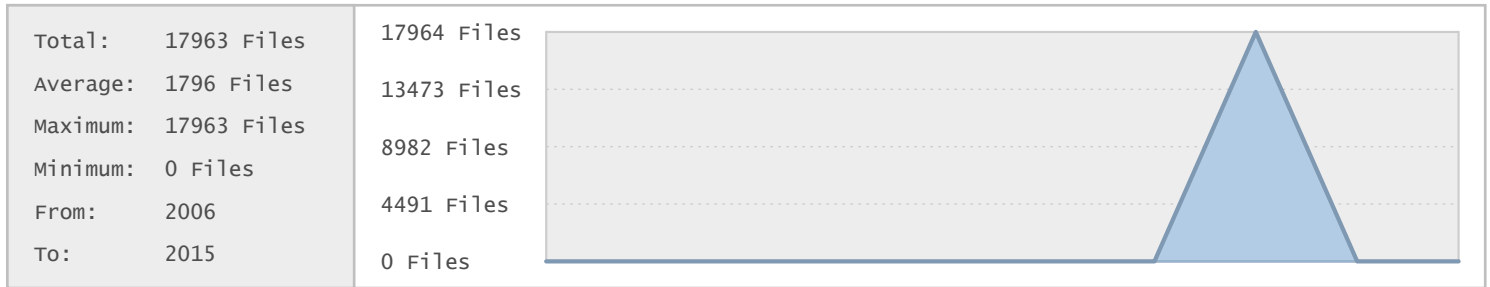 Total: 17963 Files
Average: 1796 Files
Maximum: 17963 Files
Minimum: 0 Files
From: 2006
To: 2015
17964 Files
13473 Files
8982 Files
4491 Files
0 Files